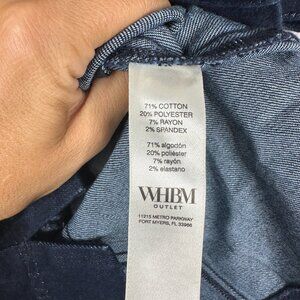 71% COTTON
20% POLYESTER
7% RAYON
2% SPANDEX
71% algodón
20% poliéster
7% rayón
2% elastano
WHBM
OUTLET
11215 METRO PARKWAY
FORT MYERS, FL 33966